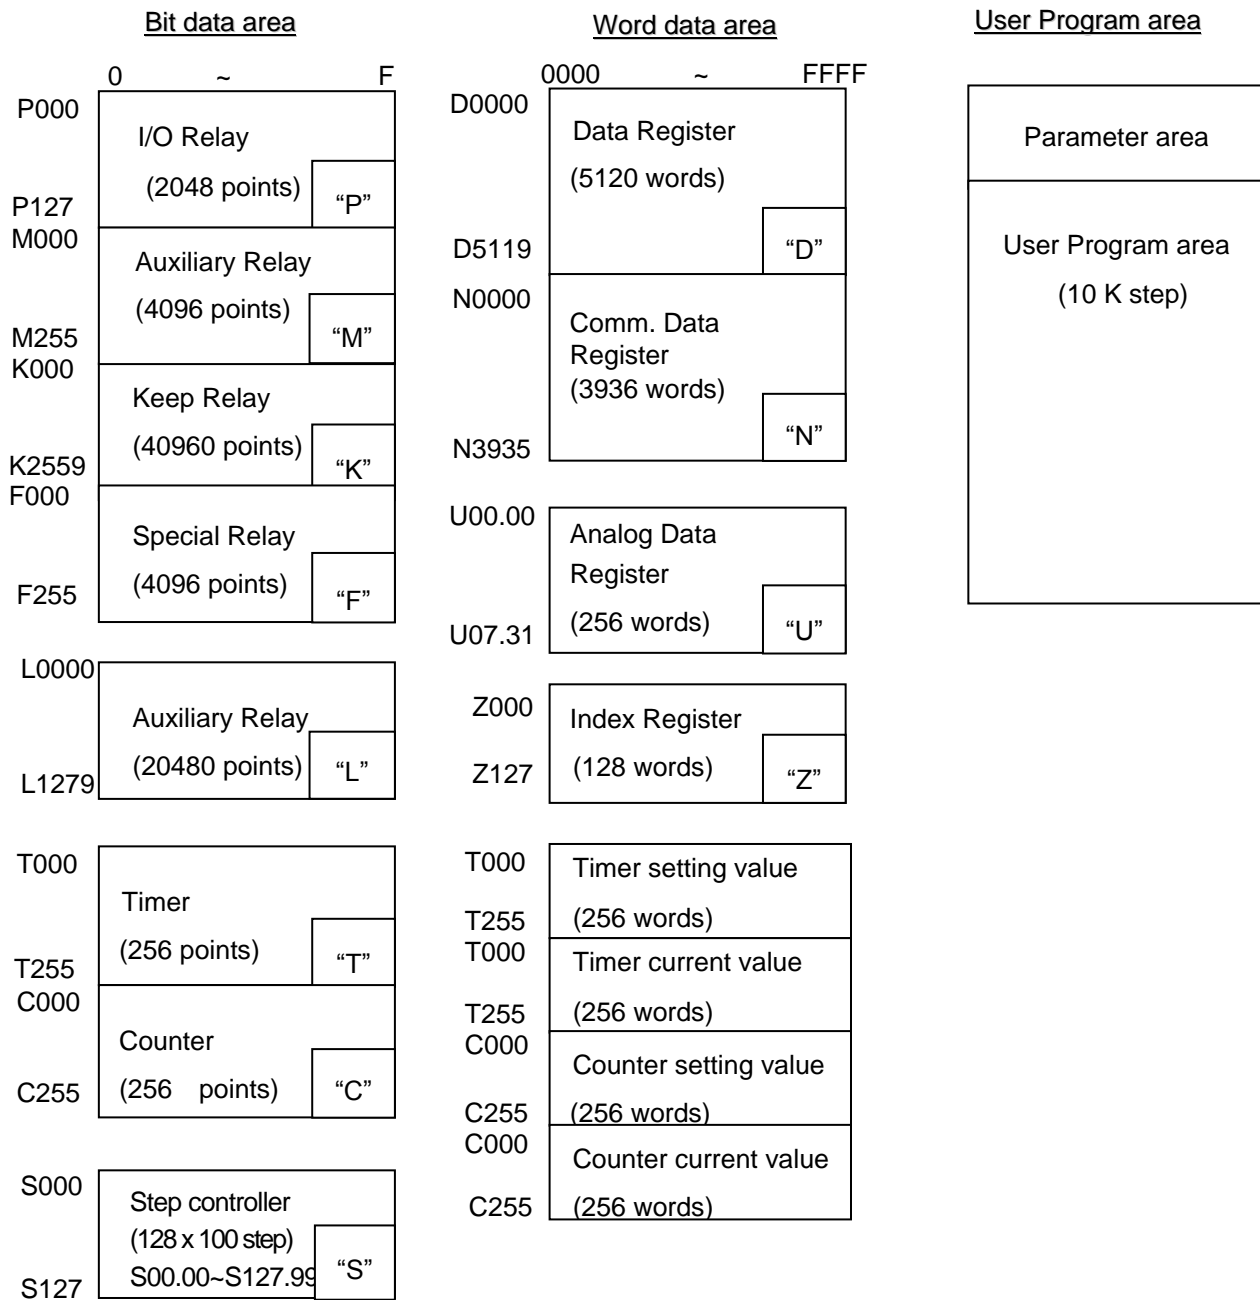 Bit data area
0 ~ F
P000
I/O Relay
(2048 points)
“P”
P127
M000
Auxiliary Relay
(4096 points)
“M”
M255
K000
Keep Relay
(40960 points)
“K”
K2559
F000
Special Relay
(4096 points)
“F”
F255
L0000
Auxiliary Relay
(20480 points)
“L”
L1279
T000
Timer
(256 points)
“T”
T255
C000
Counter
(256 points)
“C”
C255
S000
Step controller
(128 x 100 step)
S00.00~S127.99
“S”
S127
Word data area
0000 ~ FFFF
D0000
Data Register
(5120 words)
“D”
D5119
N0000
Comm. Data
Register
(3936 words)
“N”
N3935
U00.00
Analog Data
Register
(256 words)
“U”
U07.31
Z000
Index Register
(128 words)
“Z”
Z127
T000
Timer setting value
(256 words)
T255
T000
Timer current value
(256 words)
T255
C000
Counter setting value
(256 words)
C255
C000
Counter current value
(256 words)
C255
User Program area
Parameter area
User Program area
(10 K step)